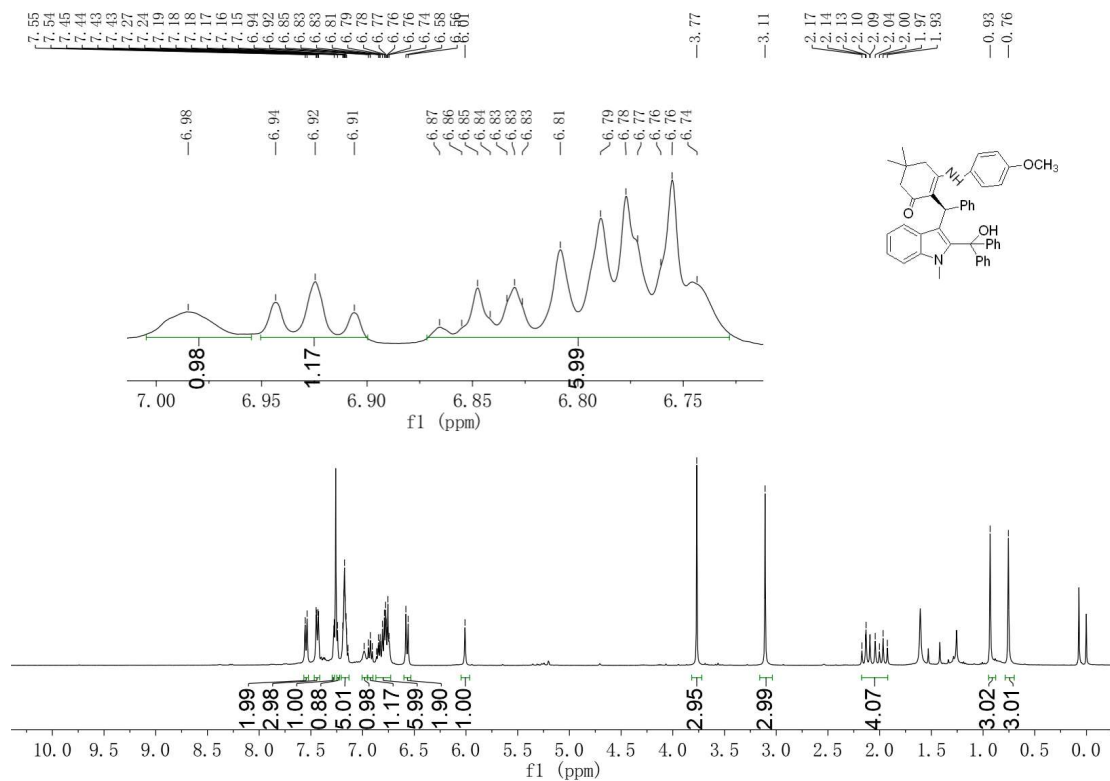 7.55 7.54 7.45 7.44 7.43 7.43 7.27 7.24 7.19 7.18 7.18 7.17 7.16 7.15 6.94 6.92 6.85 6.83 6.83 6.81 6.79 6.78 6.77 6.76 6.76 6.74 6.58 6.56 6.01 3.77 3.11 2.17 2.14 2.13 2.10 2.09 2.04 2.00 1.97 1.93 0.93 0.76
6.98 6.94 6.92 6.91 6.87 6.86 6.85 6.84 6.83 6.83 6.83 6.81 6.79 6.78 6.77 6.76 6.76 6.74
NH OCH3
O Ph
OH
N Ph Ph
0.98 1.17 5.99
7.00 6.95 6.90 6.85 6.80 6.75
f1 (ppm)
1.99 2.98 1.00 0.88 5.01 0.98 1.17 5.99 1.90 1.00 2.95 2.99 4.07 3.02 3.01
10.0 9.5 9.0 8.5 8.0 7.5 7.0 6.5 6.0 5.5 5.0 4.5 4.0 3.5 3.0 2.5 2.0 1.5 1.0 0.5 0.0
f1 (ppm)